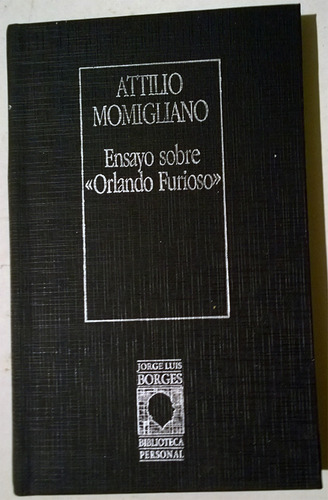 ATTILIO
MOMIGLIANO
Ensayo sobre
«Orlando Furioso»
JORGE LUIS
BORGES
BIBLIOTECA
PERSONAL